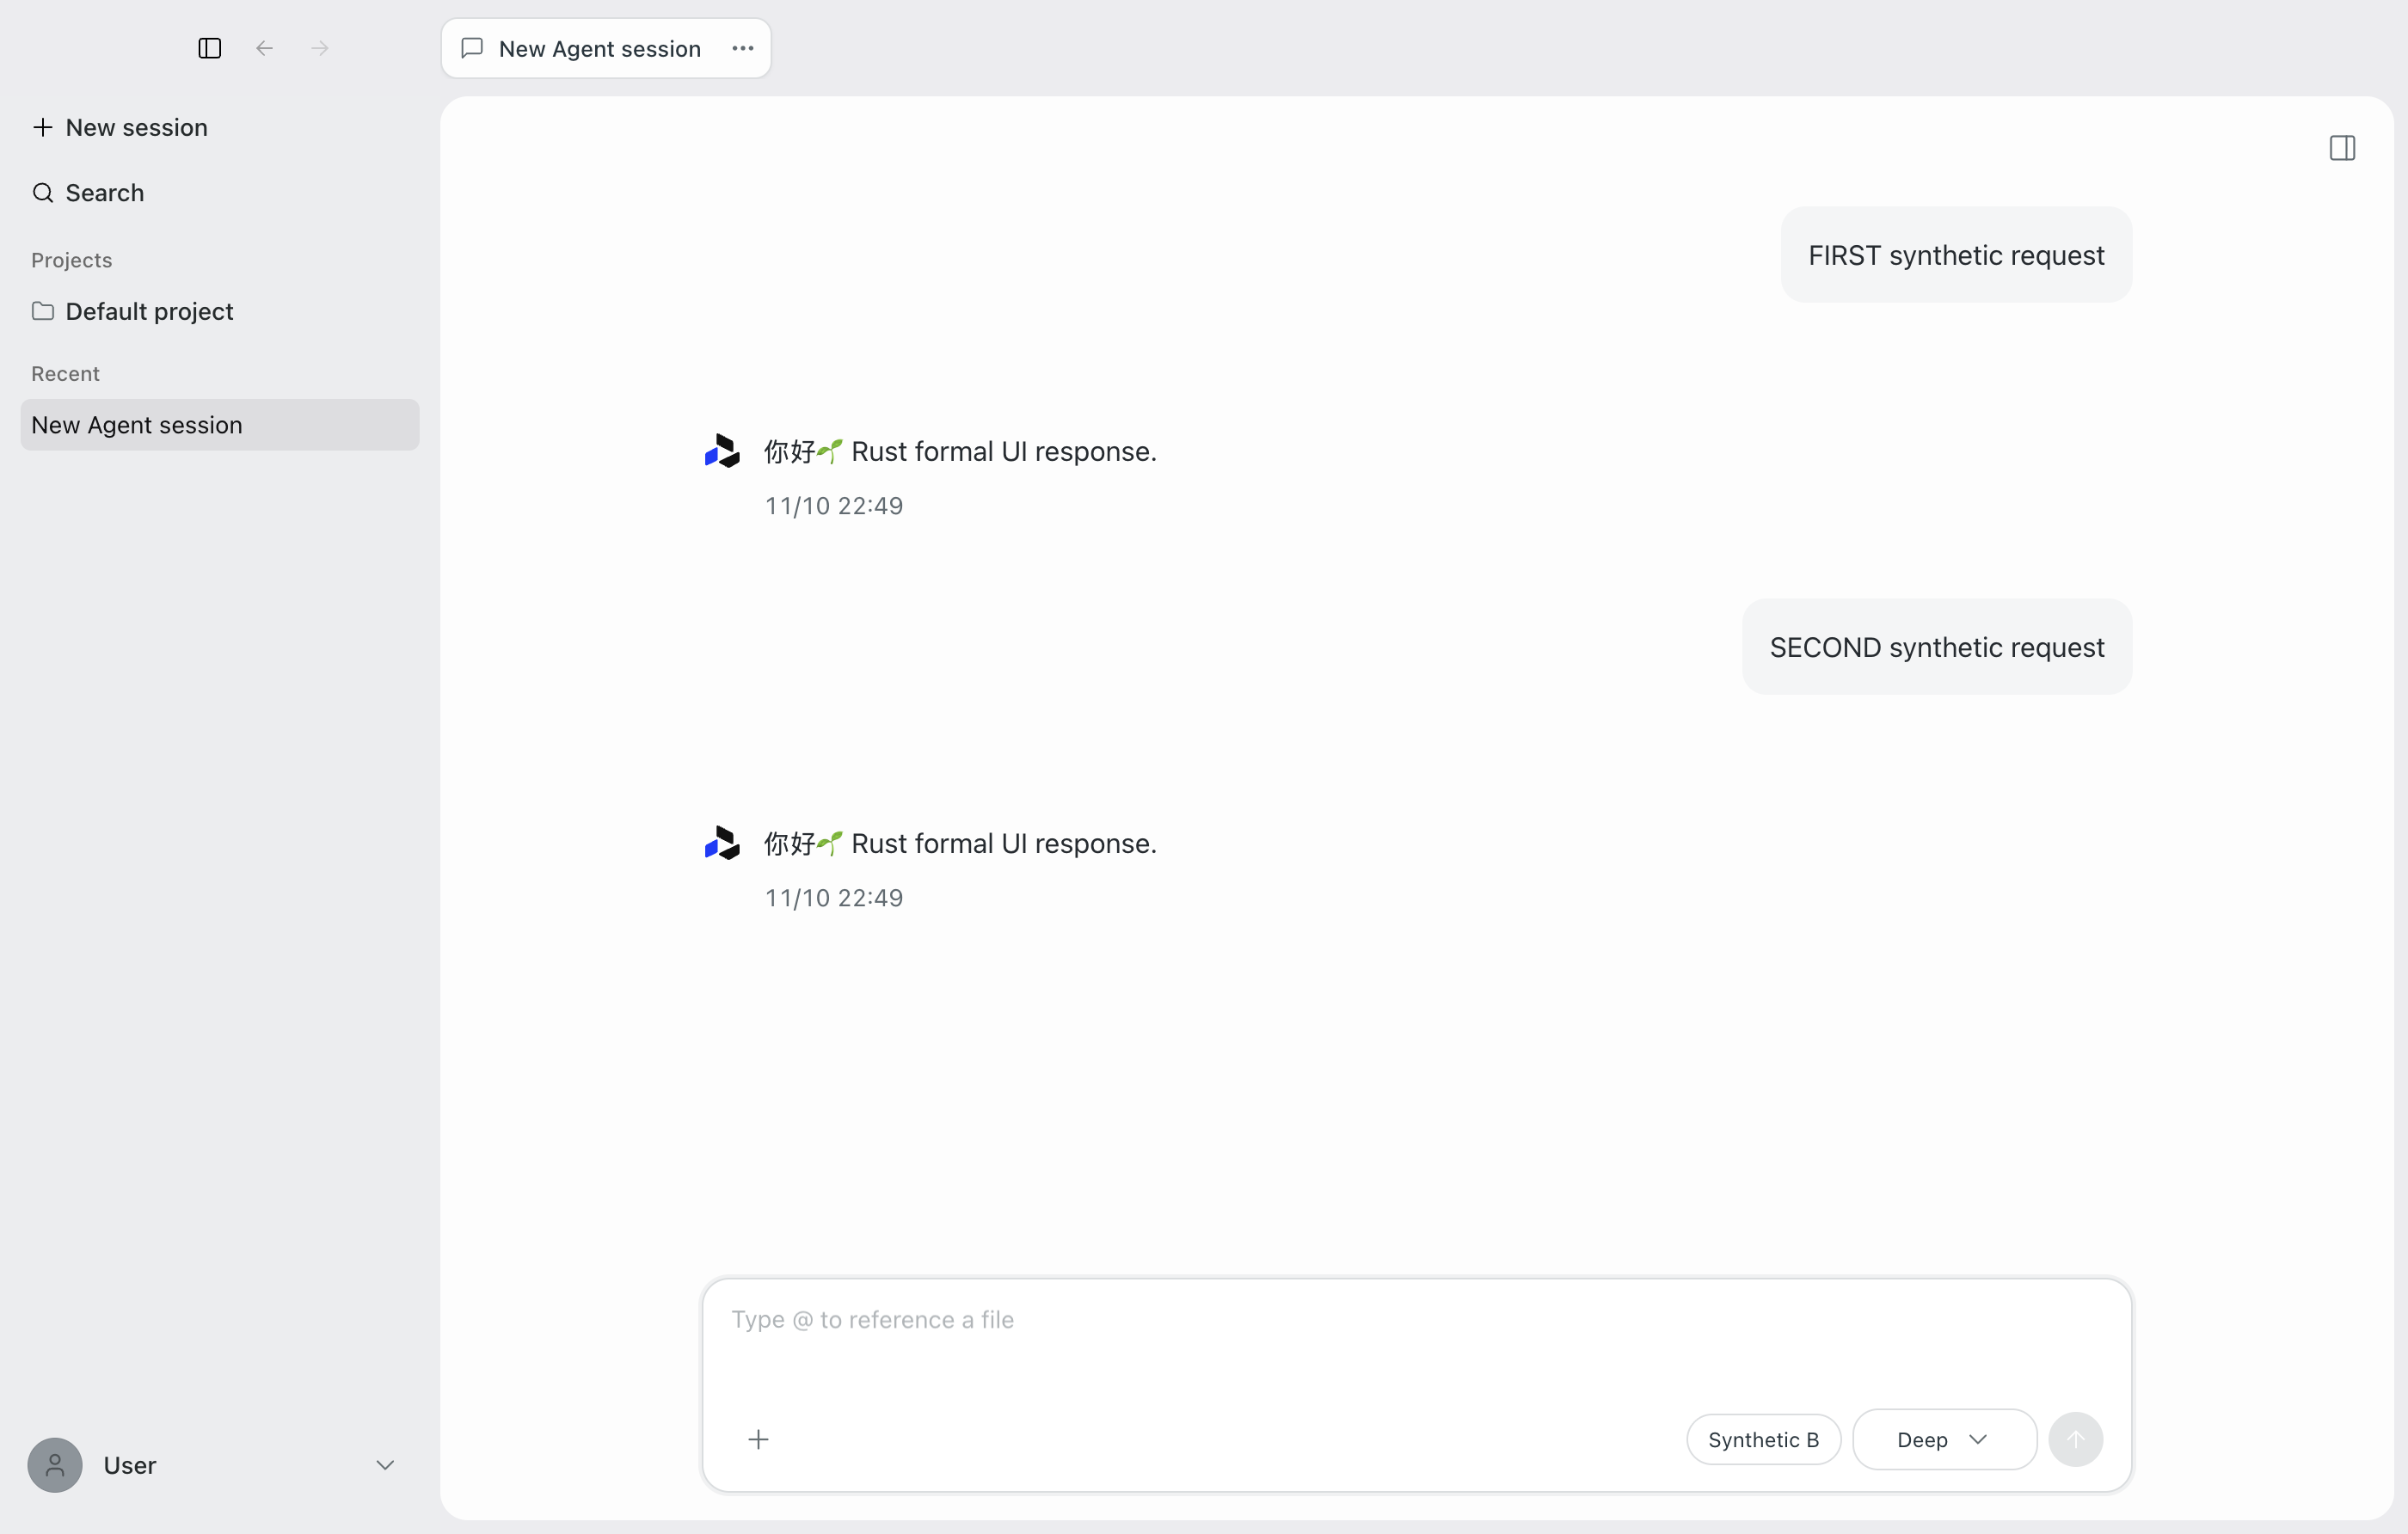 New Agent session
New session
Search
Projects
Default project
Recent
New Agent session
FIRST synthetic request
你好🌱 Rust formal UI response.
11/10 22:49
SECOND synthetic request
你好🌱 Rust formal UI response.
11/10 22:49
Type @ to reference a file
Synthetic B
Deep
User